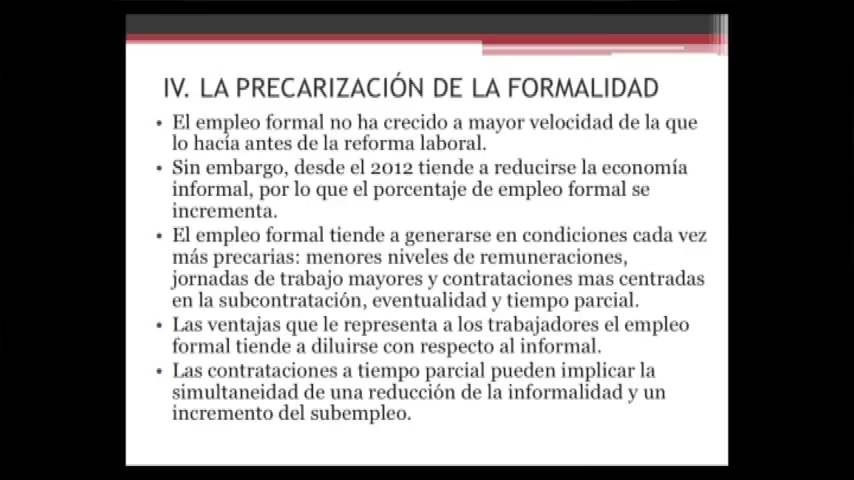 IV. LA PRECARIZACIÓN DE LA FORMALIDAD
• El empleo formal no ha crecido a mayor velocidad de la que
lo hacía antes de la reforma laboral.
• Sin embargo, desde el 2012 tiende a reducirse la economía
informal, por lo que el porcentaje de empleo formal se
incrementa.
• El empleo formal tiende a generarse en condiciones cada vez
más precarias: menores niveles de remuneraciones,
jornadas de trabajo mayores y contrataciones mas centradas
en la subcontratación, eventualidad y tiempo parcial.
• Las ventajas que le representa a los trabajadores el empleo
formal tiende a diluirse con respecto al informal.
• Las contrataciones a tiempo parcial pueden implicar la
simultaneidad de una reducción de la informalidad y un
incremento del subempleo.